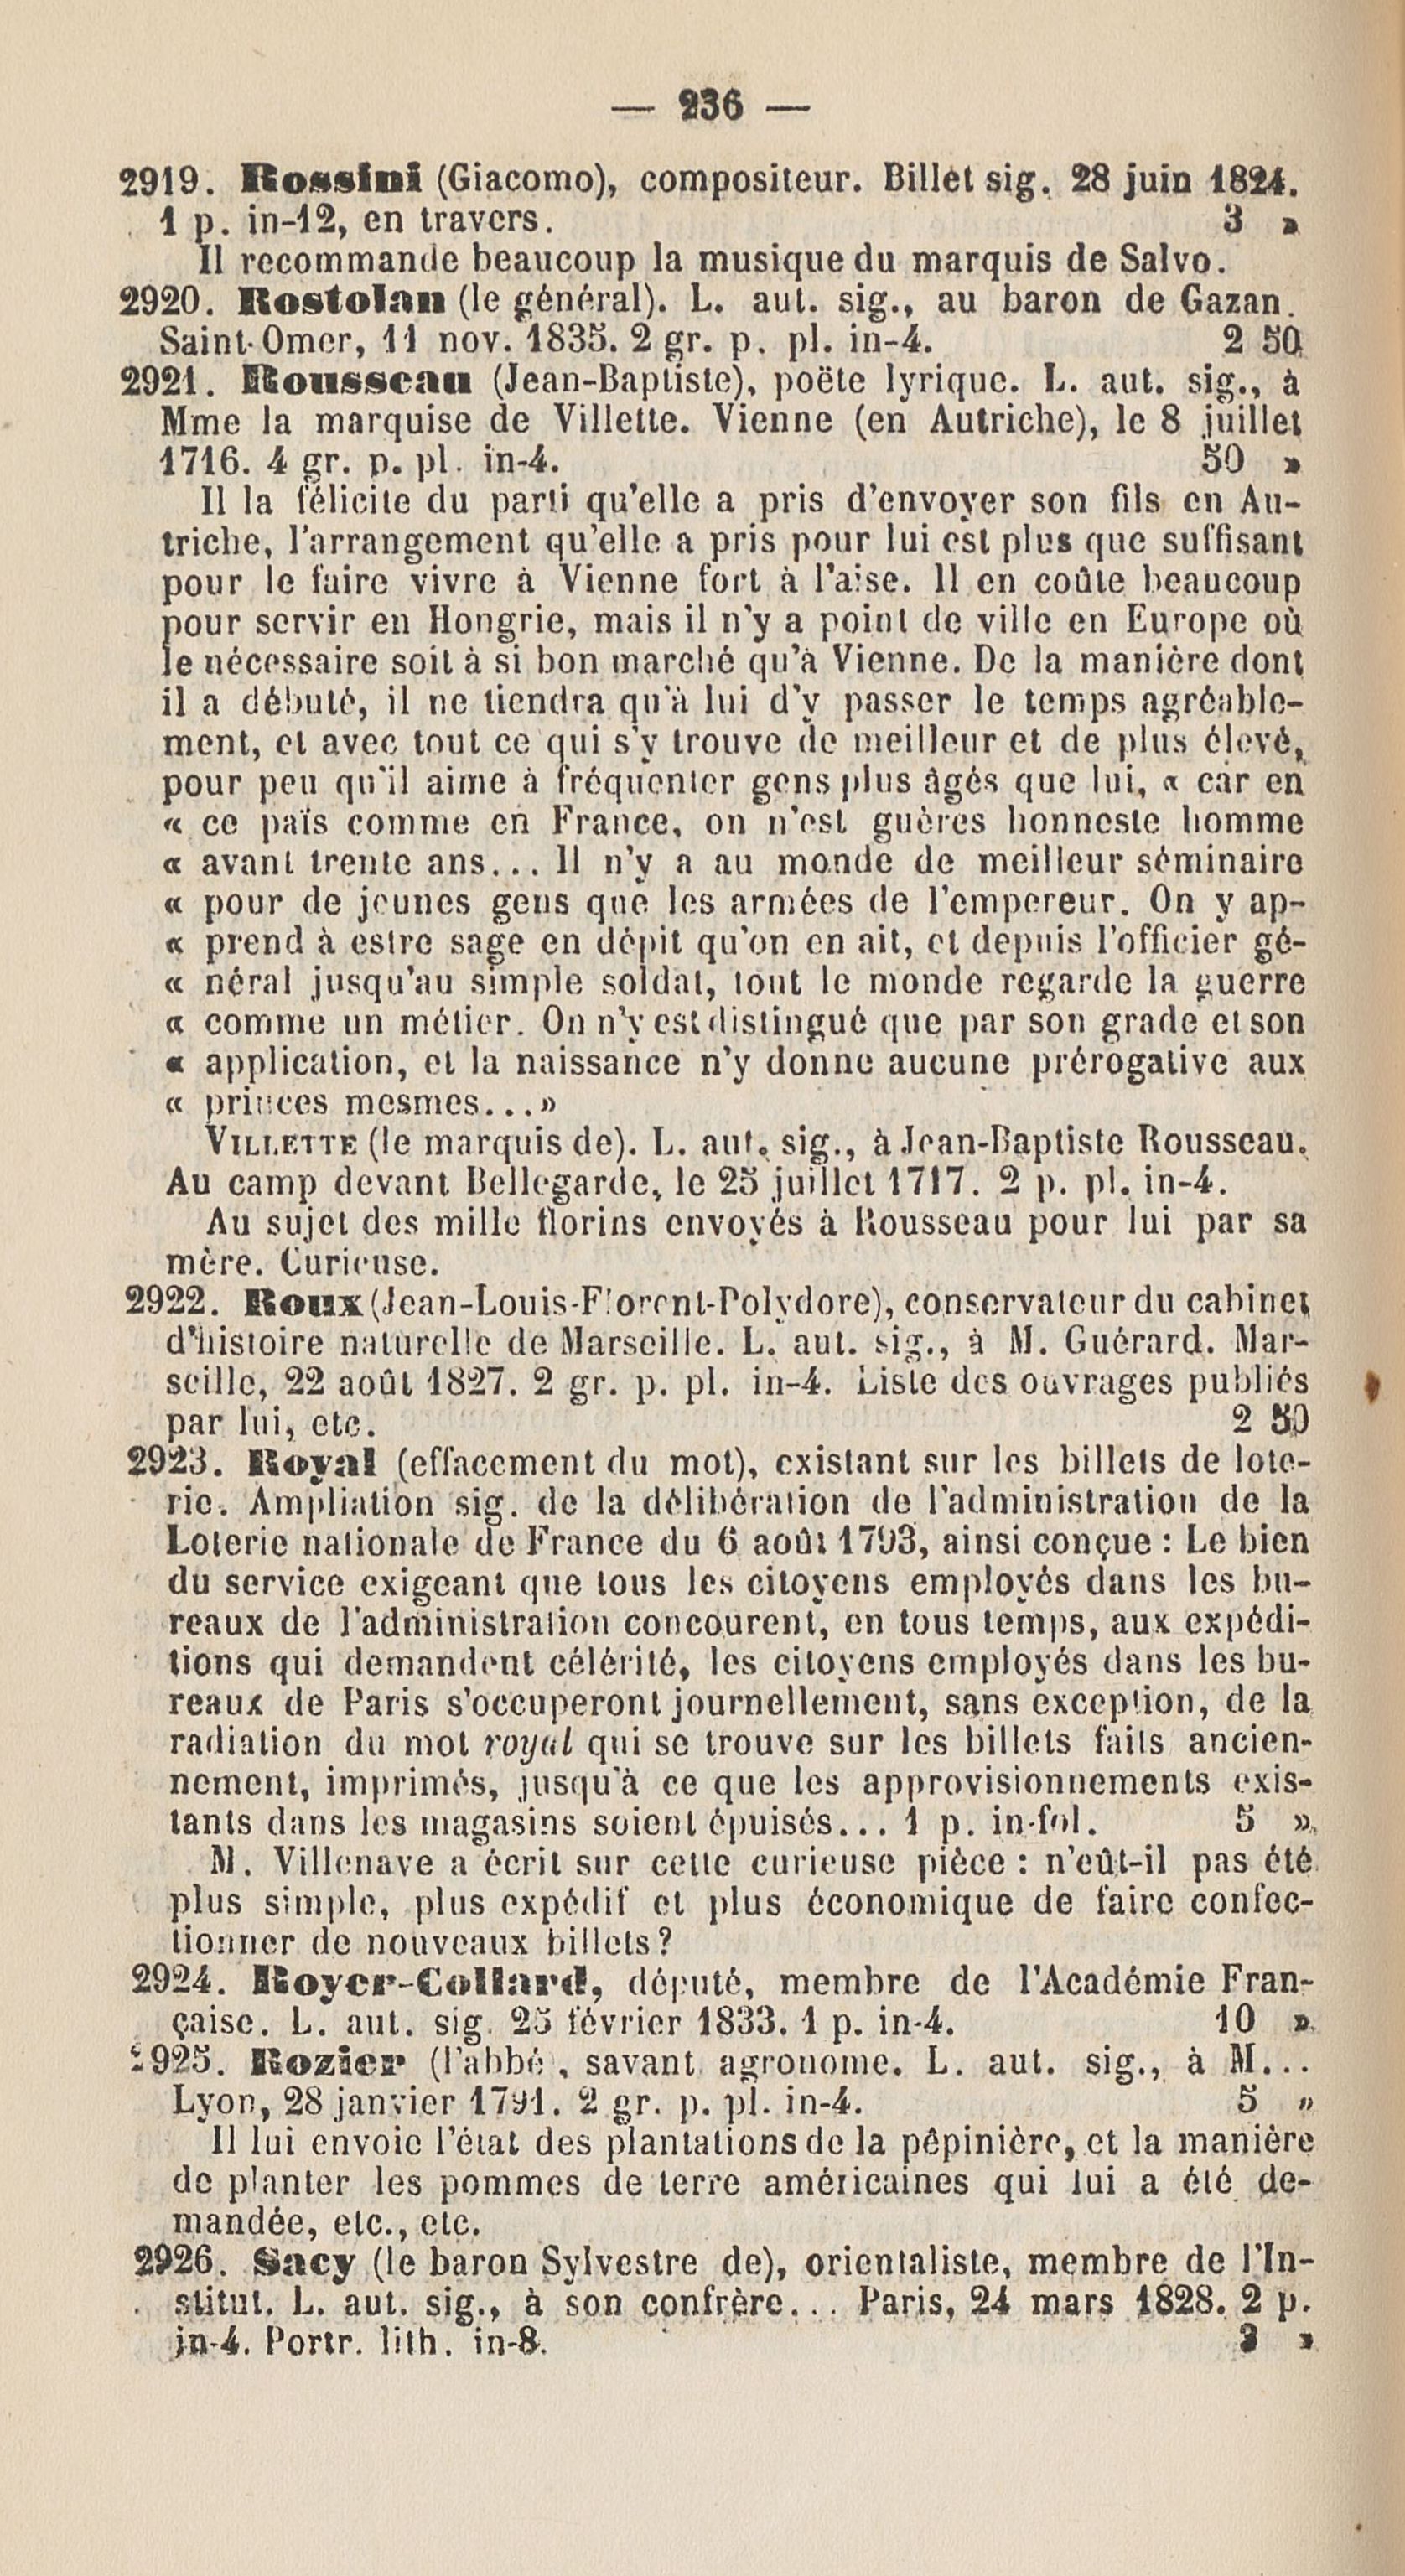 — 236 —
2919. Rossini (Giacomo), compositeur. Billet sig. 28 juin 1824.
1 p. in-12, en travers. 3 »
Il recommande beaucoup la musique du marquis de Salvo.
2920. Rostolan (le général). L. aut. sig., au baron de Gazan.
Saint-Omer, 11 nov. 1835. 2 gr. p. pl. in-4. 2 50
2921. Rousseau (Jean-Baptiste), poëte lyrique. L. aut. sig., à
Mme la marquise de Villette. Vienne (en Autriche), le 8 juillet
1716. 4 gr. p. pl. in-4. 50 »
Il la félicite du parti qu'elle a pris d'envoyer son fils en Au-
triche, l'arrangement qu'elle a pris pour lui est plus que suffisant
pour le faire vivre à Vienne fort à l'aise. Il en coûte beaucoup
pour servir en Hongrie, mais il n'y a point de ville en Europe où
le nécessaire soit à si bon marché qu'à Vienne. De la manière dont
il a débuté, il ne tiendra qu'à lui d'y passer le temps agréable-
ment, et avec tout ce qui s'y trouve de meilleur et de plus élevé,
pour peu qu'il aime à fréquenter gens plus âgés que lui, « car en
« ce païs comme en France, on n'est guères honneste homme
« avant trente ans... Il n'y a au monde de meilleur séminaire
« pour de jeunes gens que les armées de l'empereur. On y ap-
« prend à estre sage en dépit qu'on en ait, et depuis l'officier gé-
« néral jusqu'au simple soldat, tout le monde regarde la guerre
« comme un métier. On n'y est distingué que par son grade et son
« application, et la naissance n'y donne aucune prérogative aux
« princes mesmes...»
VILLETTE (le marquis de). L. aut. sig., à Jean-Baptiste Rousseau.
Au camp devant Bellegarde, le 25 juillet 1717. 2 p. pl. in-4.
Au sujet des mille florins envoyés à Rousseau pour lui par sa
mère. Curieuse.
2922. Roux (Jean-Louis-Florent-Polydore), conservateur du cabinet
d'histoire naturelle de Marseille. L. aut. sig., à M. Guérard. Mar-
seille, 22 août 1827. 2 gr. p. pl. in-4. Liste des ouvrages publiés
par lui, etc. 2 50
2923. Royal (effacement du mot), existant sur les billets de lote-
rie. Ampliation sig. de la délibération de l'administration de la
Loterie nationale de France du 6 août 1793, ainsi conçue : Le bien
du service exigeant que tous les citoyens employés dans les bu-
reaux de l'administration concourent, en tous temps, aux expédi-
tions qui demandent célérité, les citoyens employés dans les bu-
reaux de Paris s'occuperont journellement, sans exception, de la
radiation du mot royal qui se trouve sur les billets faits ancien-
nement, imprimés, jusqu'à ce que les approvisionnements exis-
tants dans les magasins soient épuisés... 1 p. in-fol. 5 »
M. Villenave a écrit sur cette curieuse pièce : n'eût-il pas été
plus simple, plus expédif et plus économique de faire confec-
tionner de nouveaux billets ?
2924. Royer-Collard, député, membre de l'Académie Fran-
çaise. L. aut. sig. 25 février 1833. 1 p. in-4. 10 »
2925. Rozier (l'abbé, savant agronome. L. aut. sig., à M...
Lyon, 28 janvier 1791. 2 gr. p. pl. in-4. 5 »
Il lui envoie l'état des plantations de la pépinière, et la manière
de planter les pommes de terre américaines qui lui a été de-
mandée, etc., etc.
2926. Sacy (le baron Sylvestre de), orientaliste, membre de l'In-
stitut. L. aut. sig., à son confrère... Paris, 24 mars 1828. 2 p.
in-4. Portr. lith. in-8. 3 »